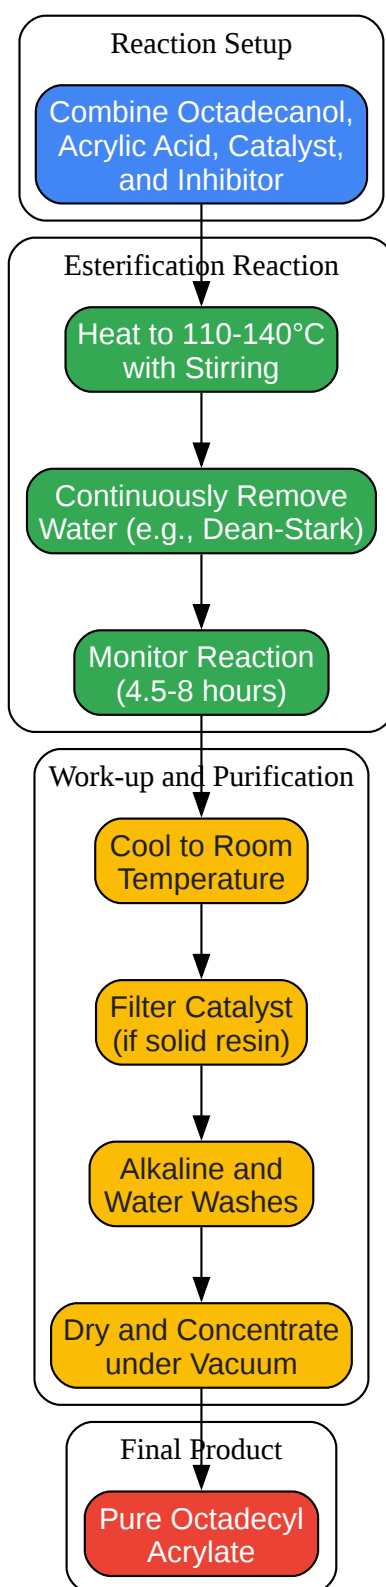 Reaction Setup
Combine Octadecanol,
Acrylic Acid, Catalyst,
and Inhibitor
Esterification Reaction
Heat to 110-140°C
with Stirring
Continuously Remove
Water (e.g., Dean-Stark)
Monitor Reaction
(4.5-8 hours)
Work-up and Purification
Cool to Room
Temperature
Filter Catalyst
(if solid resin)
Alkaline and
Water Washes
Dry and Concentrate
under Vacuum
Final Product
Pure Octadecyl
Acrylate